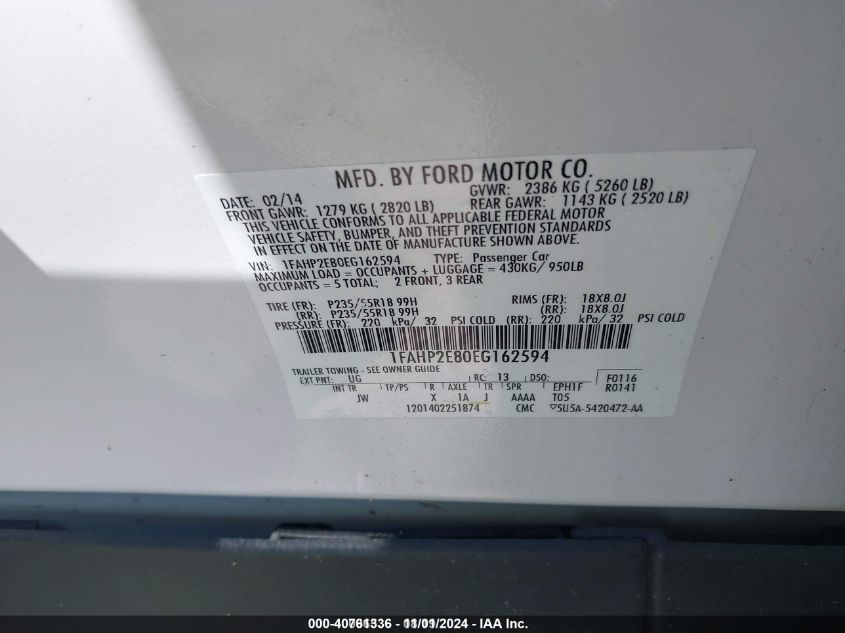 MFD. BY FORD MOTOR CO.
DATE: 02/14 GVWR: 2386 KG ( 5260 LB)
FRONT GAWR: 1279 KG ( 2820 LB) REAR GAWR: 1143 KG ( 2520 LB)
THIS VEHICLE CONFORMS TO ALL APPLICABLE FEDERAL MOTOR
VEHICLE SAFETY, BUMPER, AND THEFT PREVENTION STANDARDS
IN EFFECT ON THE DATE OF MANUFACTURE SHOWN ABOVE.
VIN: 1FAHP2E80EG162594 TYPE: Passenger Car
MAXIMUM LOAD = OCCUPANTS + LUGGAGE = 430KG/ 950LB
OCCUPANTS = 5 TOTAL; 2 FRONT, 3 REAR
TIRE (FR): P235/55R18 99H RIMS (FR): 18X8.0J
(RR): P235/55R18 99H (RR): 18X8.0J
PRESSURE (FR): 220 kPa/ 32 PSI COLD (RR): 220 kPa/ 32 PSI COLD
1FAHP2E80EG162594
TRAILER TOWING - SEE OWNER GUIDE
EXT PNT: UG RC: 13 DSO: F0116
INT TR TP/PS R AXLE TR SPR EPH1F R0141
JW X 1A J AAAA T05
1201402251874 CMC 5U5A-5420472-AA
000-40761336 - 11/01/2024 - IAA Inc.